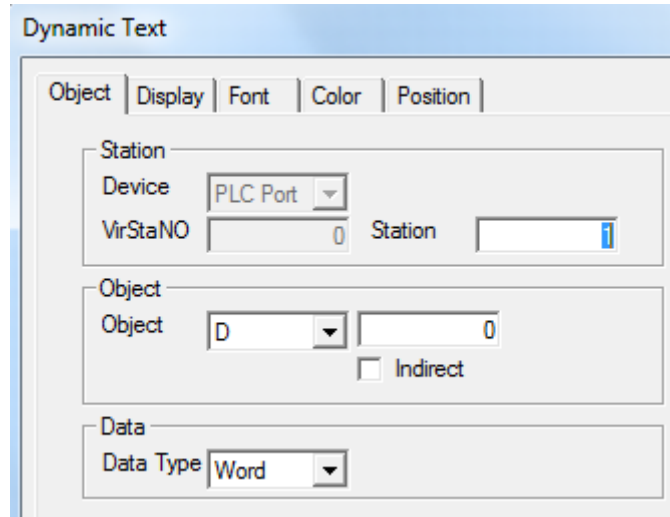 Dynamic Text
Object Display Font Color Position
Station
Device PLC Port
VirStaNO 0 Station 1
Object
Object D 0
Indirect
Data
Data Type Word